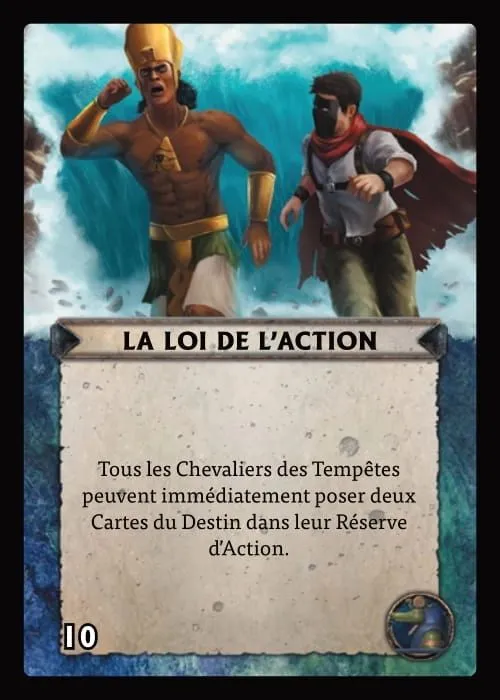 LA LOI DE L'ACTION
Tous les Chevaliers des Tempêtes
peuvent immédiatement poser deux
Cartes du Destin dans leur Réserve
d'Action.
10